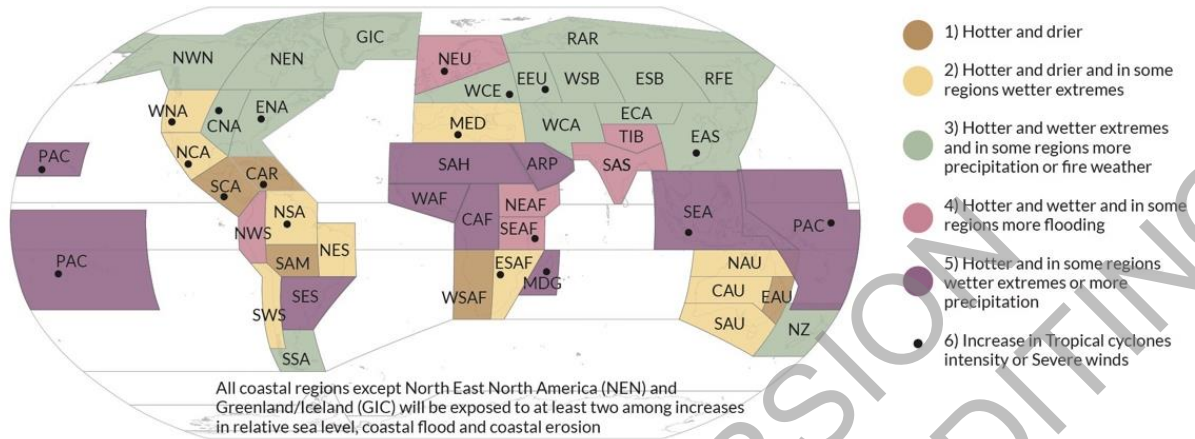 GIC
NWN
NEN
NEU
RAR
WCE
EEU
WSB
ESB
RFE
WNA
CNA
ENA
MED
WCA
ECA
TIB
EAS
PAC
NCA
SCA
CAR
SAH
ARP
SAS
WAF
CAF
NEAF
SEA
PAC
NWS
NSA
SEAF
PAC
SAM
NES
ESAF
MDG
NAU
WSAF
CAU
EAU
SWS
SES
SAU
NZ
SSA
All coastal regions except North East North America (NEN) and
Greenland/Iceland (GIC) will be exposed to at least two among increases
in relative sea level, coastal flood and coastal erosion
1) Hotter and drier
2) Hotter and drier and in some
regions wetter extremes
3) Hotter and wetter extremes
and in some regions more
precipitation or fire weather
4) Hotter and wetter and in some
regions more flooding
5) Hotter and in some regions
wetter extremes or more
precipitation
6) Increase in Tropical cyclones
intensity or Severe winds